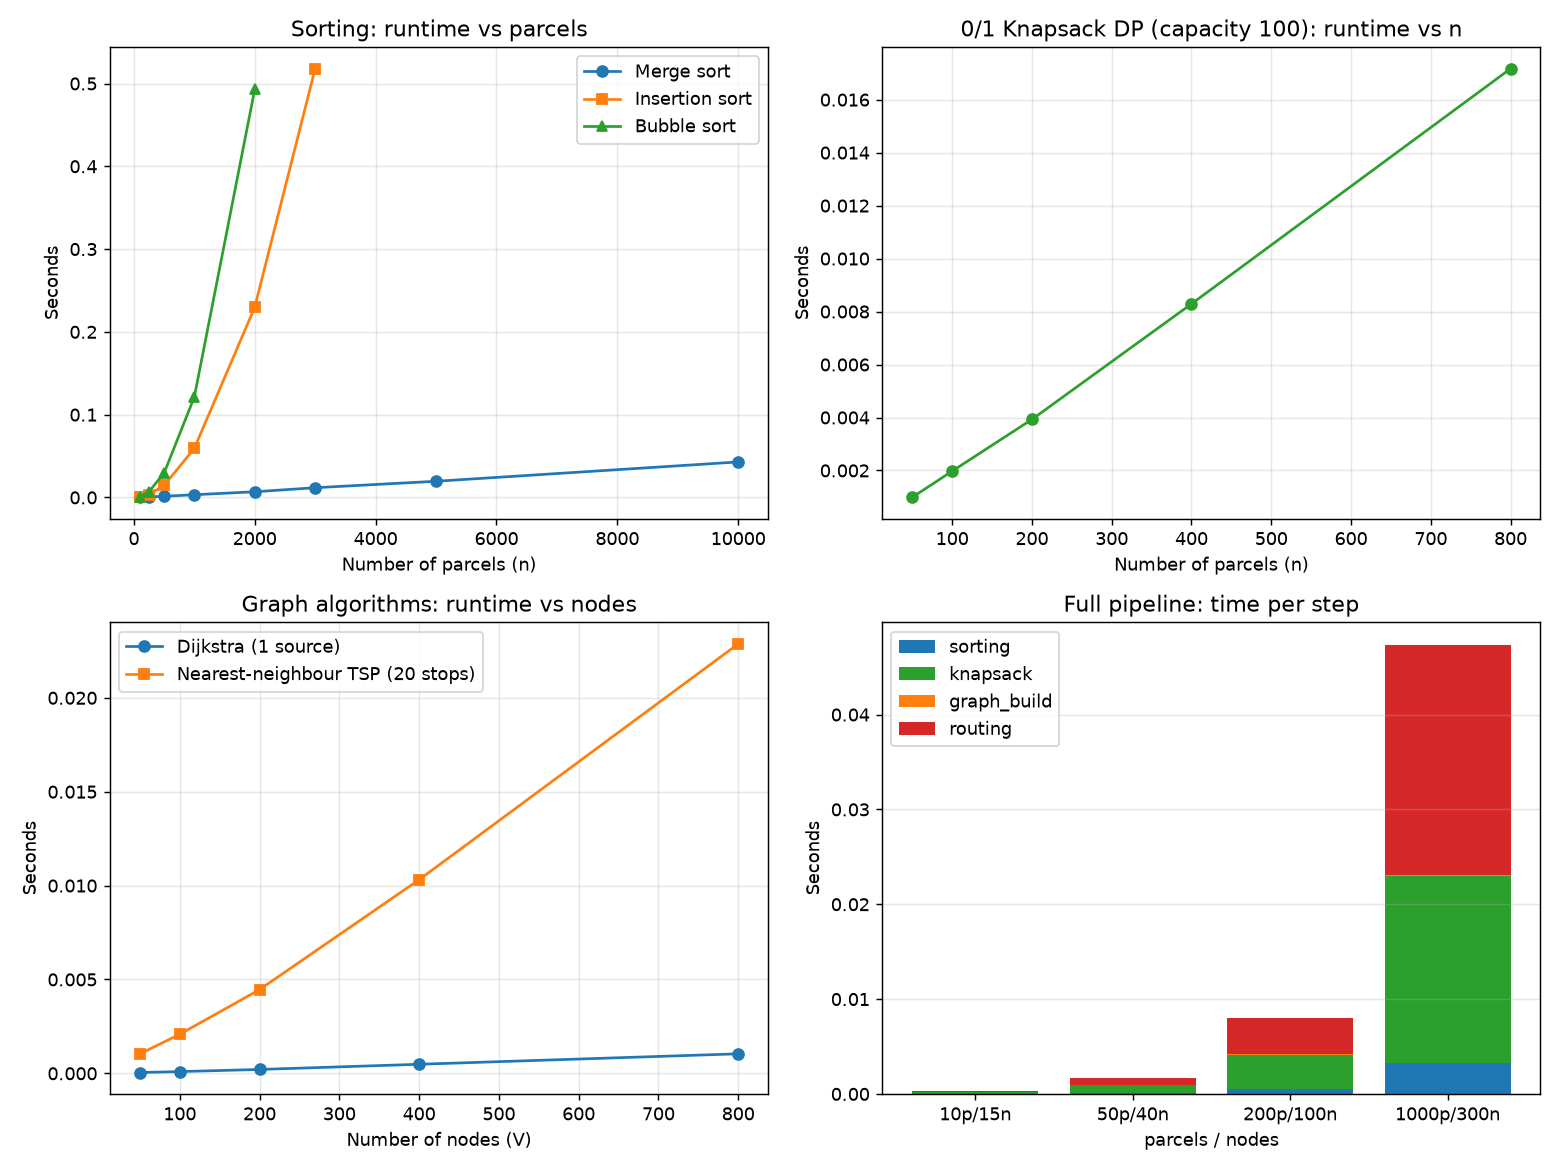 Sorting: runtime vs parcels
Merge sort
Insertion sort
Bubble sort
0.5
0.4
0.3
0.2
0.1
0.0
Seconds
0 2000 4000 6000 8000 10000
Number of parcels (n)
0/1 Knapsack DP (capacity 100): runtime vs n
0.016
0.014
0.012
0.010
0.008
0.006
0.004
0.002
Seconds
100 200 300 400 500 600 700 800
Number of parcels (n)
Graph algorithms: runtime vs nodes
Dijkstra (1 source)
Nearest-neighbour TSP (20 stops)
0.020
0.015
0.010
0.005
0.000
Seconds
100 200 300 400 500 600 700 800
Number of nodes (V)
Full pipeline: time per step
sorting
knapsack
graph_build
routing
0.04
0.03
0.02
0.01
0.00
Seconds
10p/15n 50p/40n 200p/100n 1000p/300n
parcels / nodes